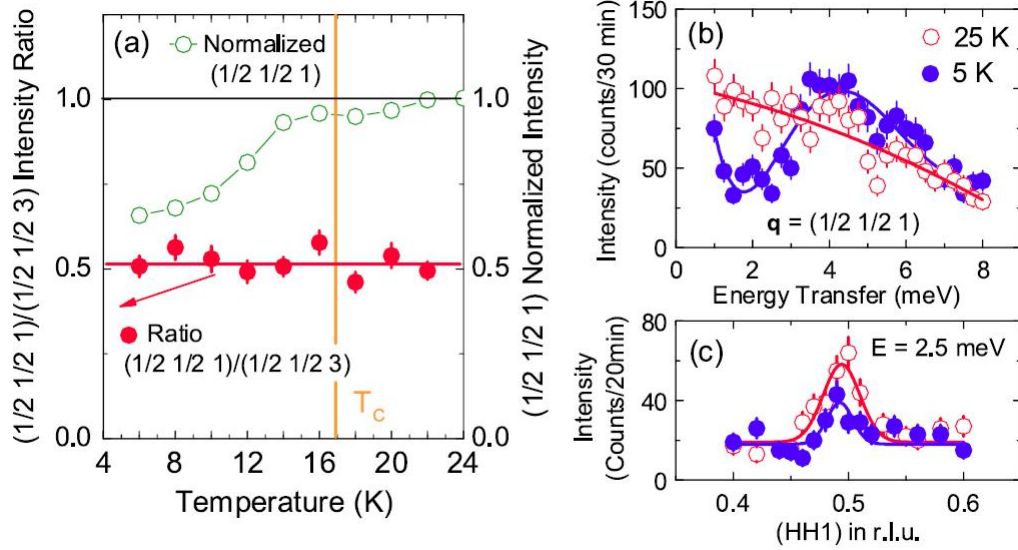 (a)
Normalized
(1/2 1/2 1)
Ratio
(1/2 1/2 1)/(1/2 1/2 3)
T_C
(1/2 1/2 1)/(1/2 1/2 3) Intensity Ratio
1.0
0.5
0.0
(1/2 1/2 1) Normalized Intensity
1.0
0.5
0.0
4 8 12 16 20 24
Temperature (K)
(b)
25 K
5 K
q = (1/2 1/2 1)
Intensity (counts/30 min)
150
100
50
0
0 2 4 6 8
Energy Transfer (meV)
(c)
E = 2.5 meV
Intensity
(Counts/20min)
80
60
40
20
0
0.4 0.5 0.6
(HH1) in r.l.u.